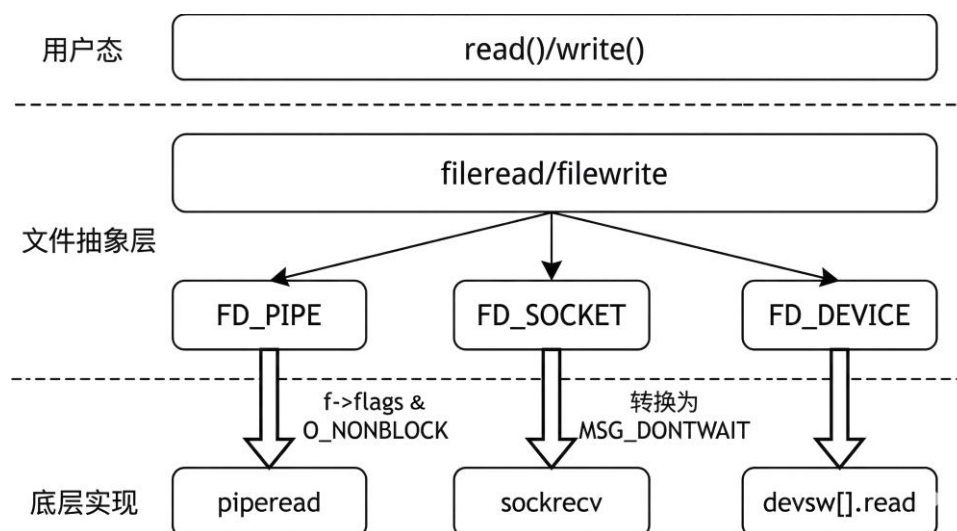 用户态
read()/write()
fileread/filewrite
文件抽象层
FD_PIPE
FD_SOCKET
FD_DEVICE
f->flags &
O_NONBLOCK
转换为
MSG_DONTWAIT
底层实现
piperead
sockrecv
devsw[].read